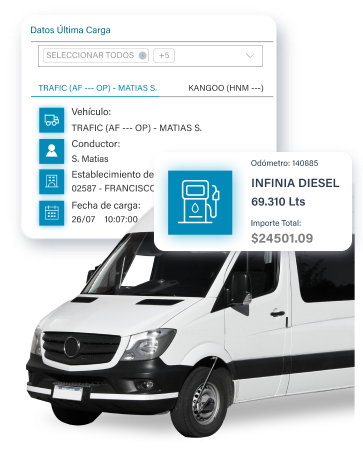 Datos Última Carga
SELECCIONAR TODOS
+5
TRAFIC (AF --- OP) - MATIAS S.
KANGOO (HNM ---)
Vehículo:
TRAFIC (AF --- OP) - MATIAS S.
Conductor:
S. Matias
Establecimiento de
02587 - FRANCISCO
Fecha de carga:
26/07 10:07:00
Odómetro: 140885
INFINIA DIESEL
69.310 Lts
Importe Total:
$24501.09